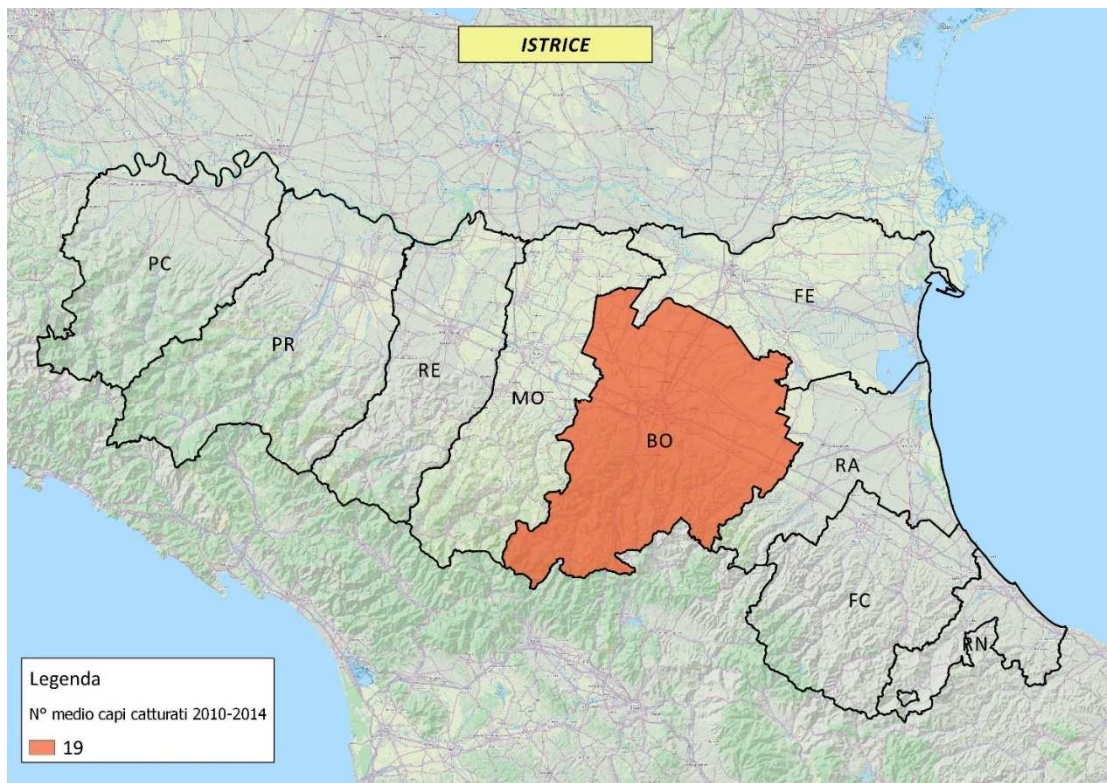 ISTRICE
PC
PR
RE
MO
BO
FE
RA
FC
RN
Legenda
N° medio capi catturati 2010-2014
19